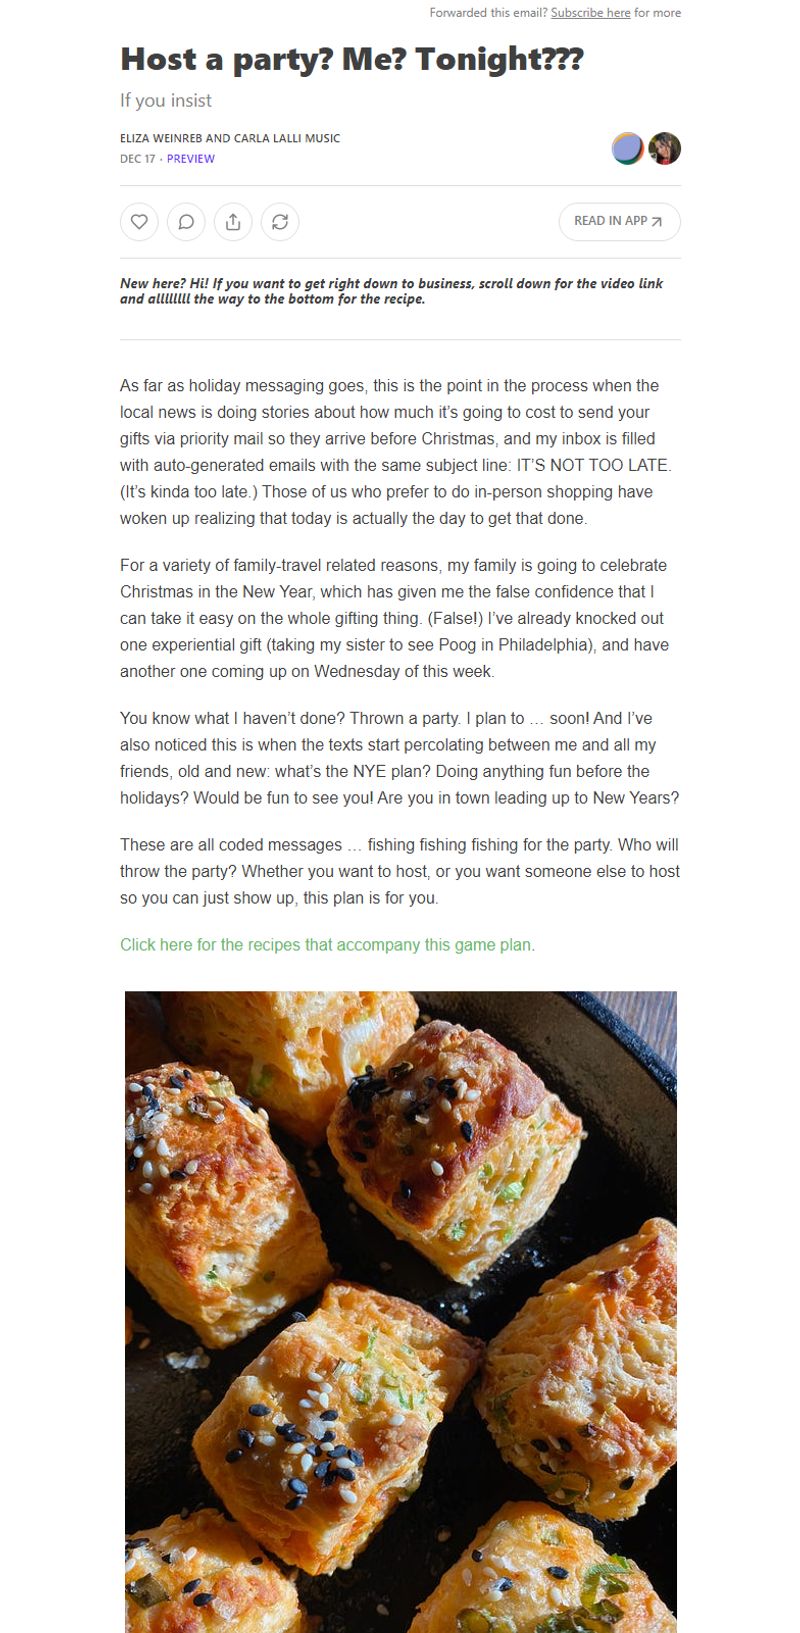 Forwarded this email? Subscribe here for more
Host a party? Me? Tonight???
If you insist
ELIZA WEINREB AND CARLA LALLI MUSIC
DEC 17 · PREVIEW
READ IN APP
New here? Hi! If you want to get right down to business, scroll down for the video link
and allllllll the way to the bottom for the recipe.
As far as holiday messaging goes, this is the point in the process when the
local news is doing stories about how much it’s going to cost to send your
gifts via priority mail so they arrive before Christmas, and my inbox is filled
with auto-generated emails with the same subject line: IT’S NOT TOO LATE.
(It’s kinda too late.) Those of us who prefer to do in-person shopping have
woken up realizing that today is actually the day to get that done.
For a variety of family-travel related reasons, my family is going to celebrate
Christmas in the New Year, which has given me the false confidence that I
can take it easy on the whole gifting thing. (False!) I’ve already knocked out
one experiential gift (taking my sister to see Poog in Philadelphia), and have
another one coming up on Wednesday of this week.
You know what I haven’t done? Thrown a party. I plan to … soon! And I’ve
also noticed this is when the texts start percolating between me and all my
friends, old and new: what’s the NYE plan? Doing anything fun before the
holidays? Would be fun to see you! Are you in town leading up to New Years?
These are all coded messages … fishing fishing fishing for the party. Who will
throw the party? Whether you want to host, or you want someone else to host
so you can just show up, this plan is for you.
Click here for the recipes that accompany this game plan.